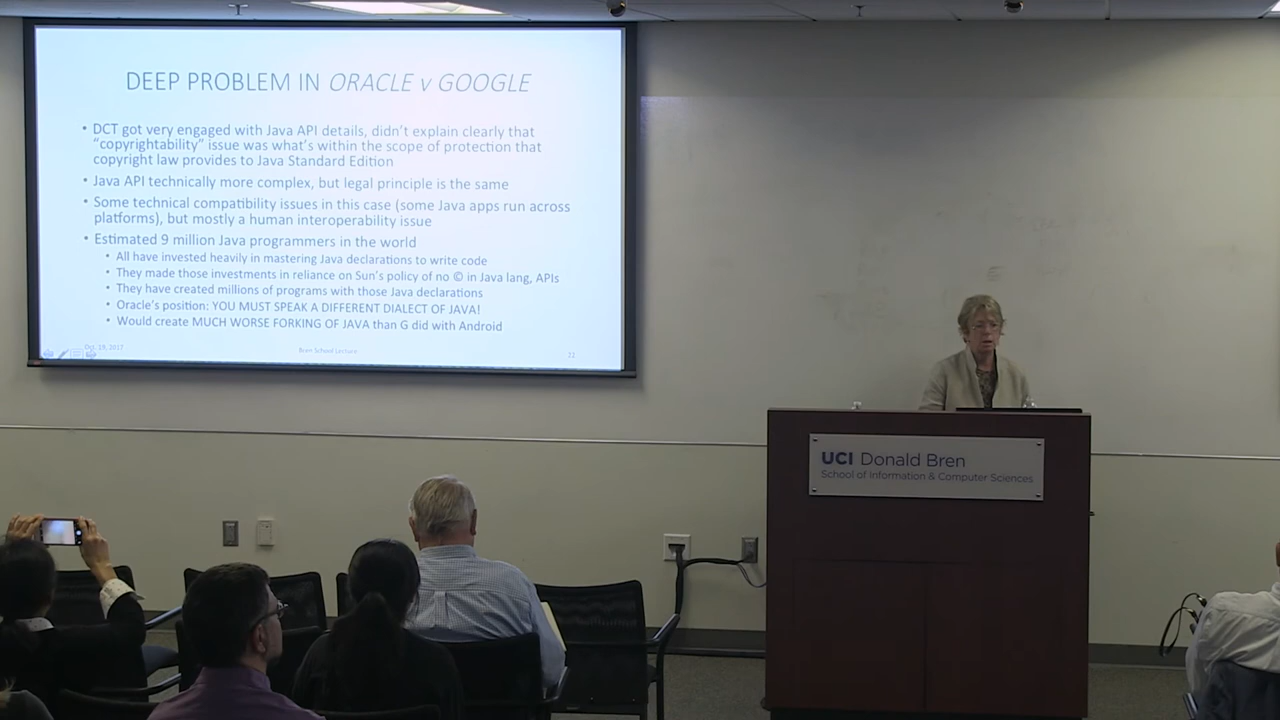 DEEP PROBLEM IN ORACLE v GOOGLE
• DCT got very engaged with Java API details, didn't explain clearly that
"copyrightability" issue was what's within the scope of protection that
copyright law provides to Java Standard Edition
• Java API technically more complex, but legal principle is the same
• Some technical compatibility issues in this case (some Java apps run across
platforms), but mostly a human interoperability issue
• Estimated 9 million Java programmers in the world
• All have invested heavily in mastering Java declarations to write code
• They made those investments in reliance on Sun's policy of no © in Java lang, APIs
• They have created millions of programs with those Java declarations
• Oracle's position: YOU MUST SPEAK A DIFFERENT DIALECT OF JAVA!
• Would create MUCH WORSE FORKING OF JAVA than G did with Android
Oct. 19, 2017
Bren School Lecture
22
UCI Donald Bren
School of Information & Computer Sciences